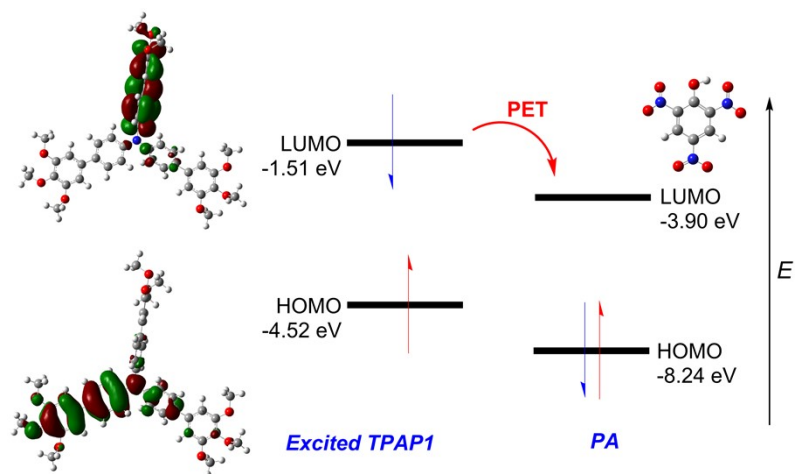 PET
LUMO
-1.51 eV
LUMO
-3.90 eV
E
HOMO
-4.52 eV
HOMO
-8.24 eV
Excited TPAP1
PA